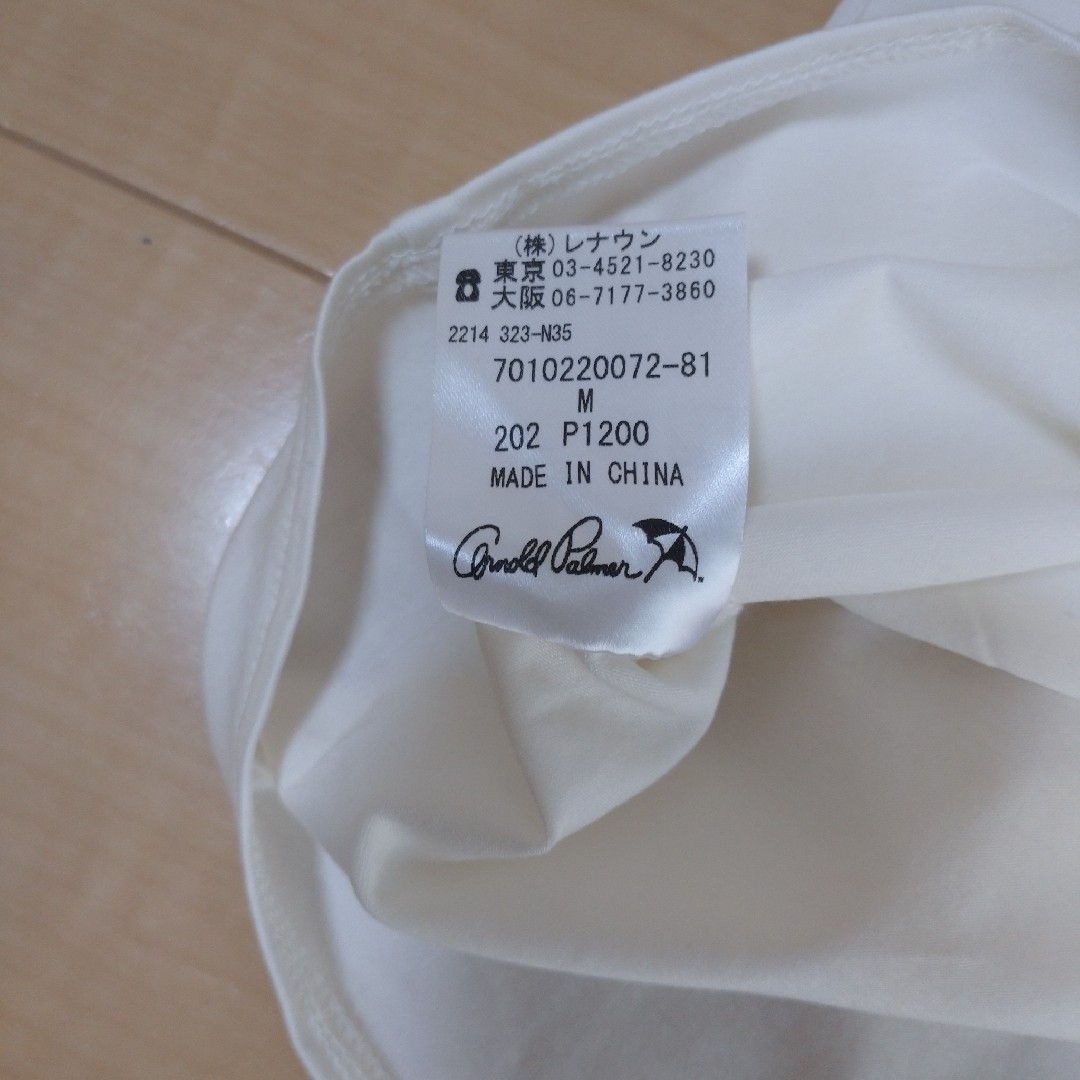 (株)レナウン
東京 03-4521-8230
大阪 06-7177-3860
2214 323-N35
7010220072-81
M
202 P1200
MADE IN CHINA
Arnold Palmer